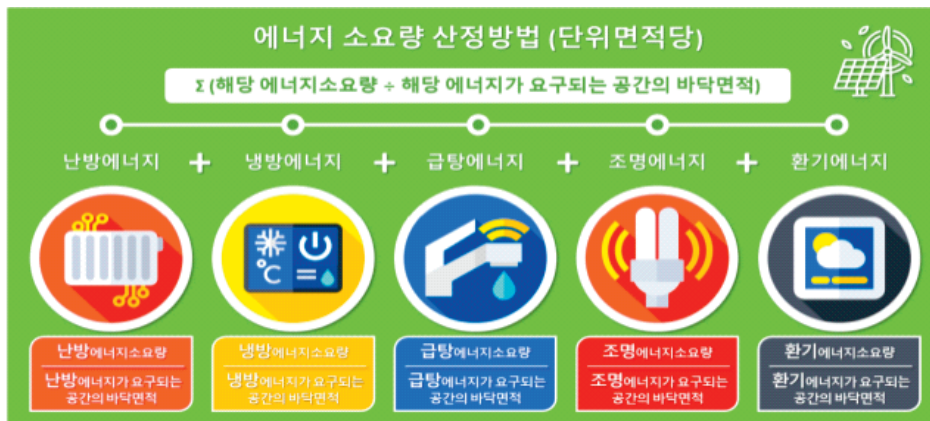 에너지 소요량 산정방법 (단위면적당)
Σ (해당 에너지소요량 ÷ 해당 에너지가 요구되는 공간의 바닥면적)
난방에너지 + 냉방에너지 + 급탕에너지 + 조명에너지 + 환기에너지
°C
난방에너지소요량
난방에너지가 요구되는
공간의 바닥면적
냉방에너지소요량
냉방에너지가 요구되는
공간의 바닥면적
급탕에너지소요량
급탕에너지가 요구되는
공간의 바닥면적
조명에너지소요량
조명에너지가 요구되는
공간의 바닥면적
환기에너지소요량
환기에너지가 요구되는
공간의 바닥면적